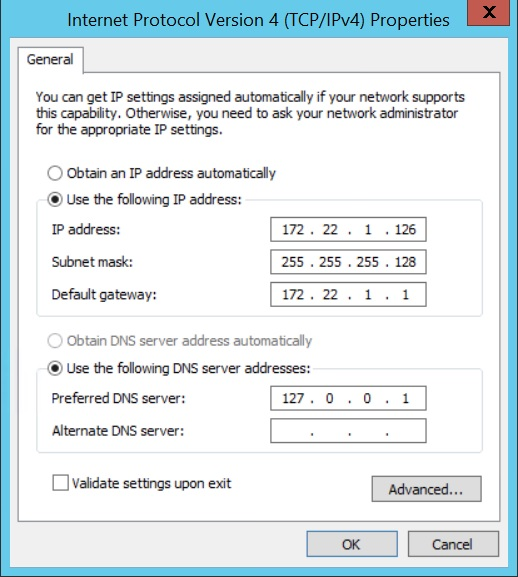 Internet Protocol Version 4 (TCP/IPv4) Properties
X
General
You can get IP settings assigned automatically if your network supports
this capability. Otherwise, you need to ask your network administrator
for the appropriate IP settings.
Obtain an IP address automatically
Use the following IP address:
IP address: 172 . 22 . 1 . 126
Subnet mask: 255 . 255 . 255 . 128
Default gateway: 172 . 22 . 1 . 1
Obtain DNS server address automatically
Use the following DNS server addresses:
Preferred DNS server: 127 . 0 . 0 . 1
Alternate DNS server: . . .
Validate settings upon exit
Advanced...
OK Cancel